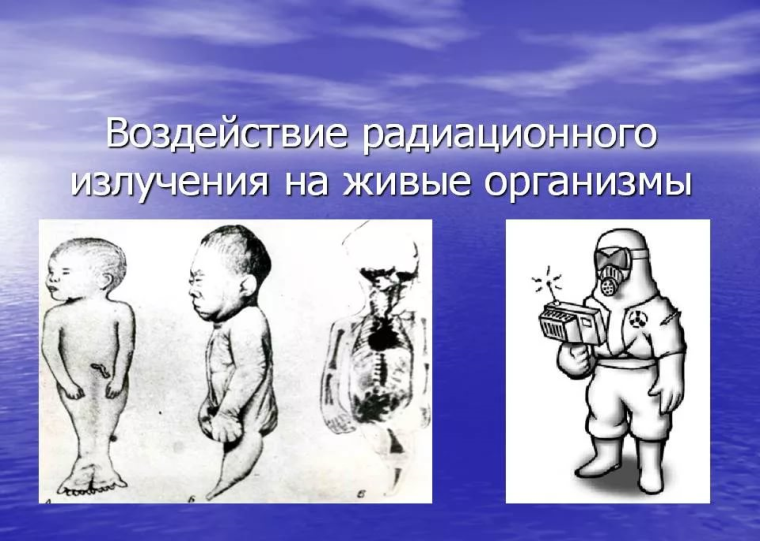 Воздействие радиационного
излучения на живые организмы
Б
в